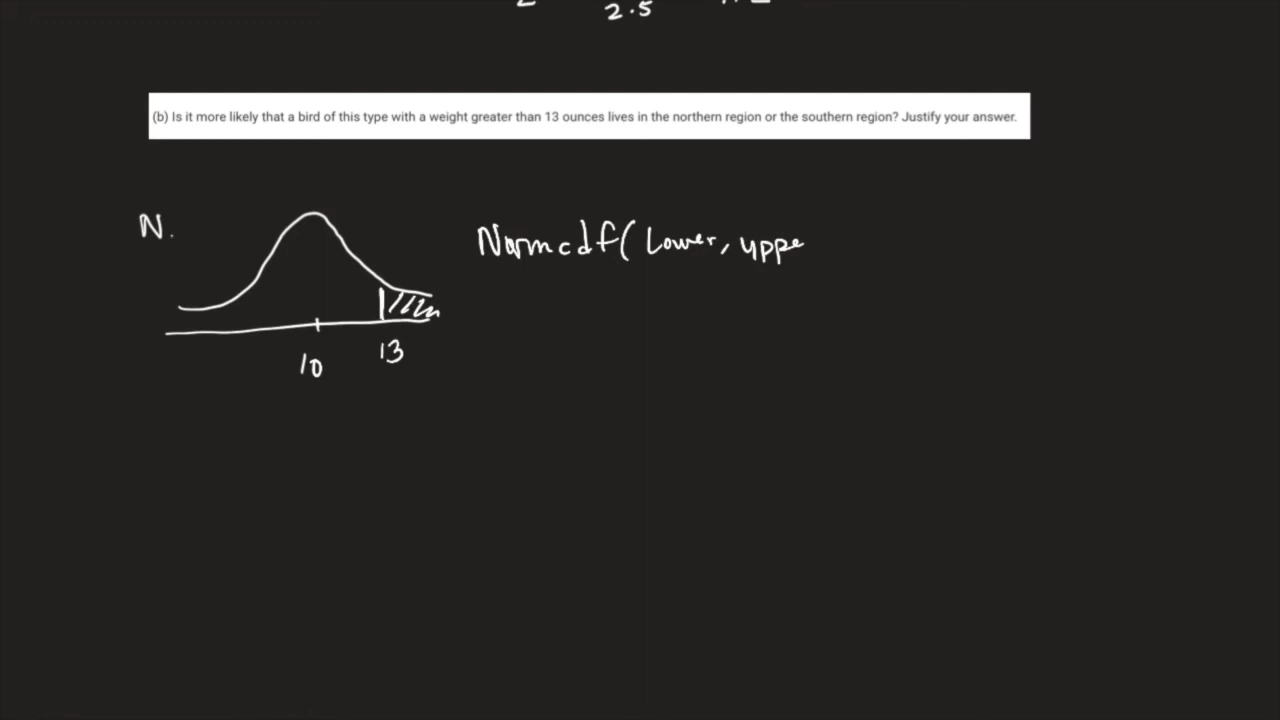 2.5
(b) Is it more likely that a bird of this type with a weight greater than 13 ounces lives in the northern region or the southern region? Justify your answer.
N.
Normcdf( Lower, uppe
10
13